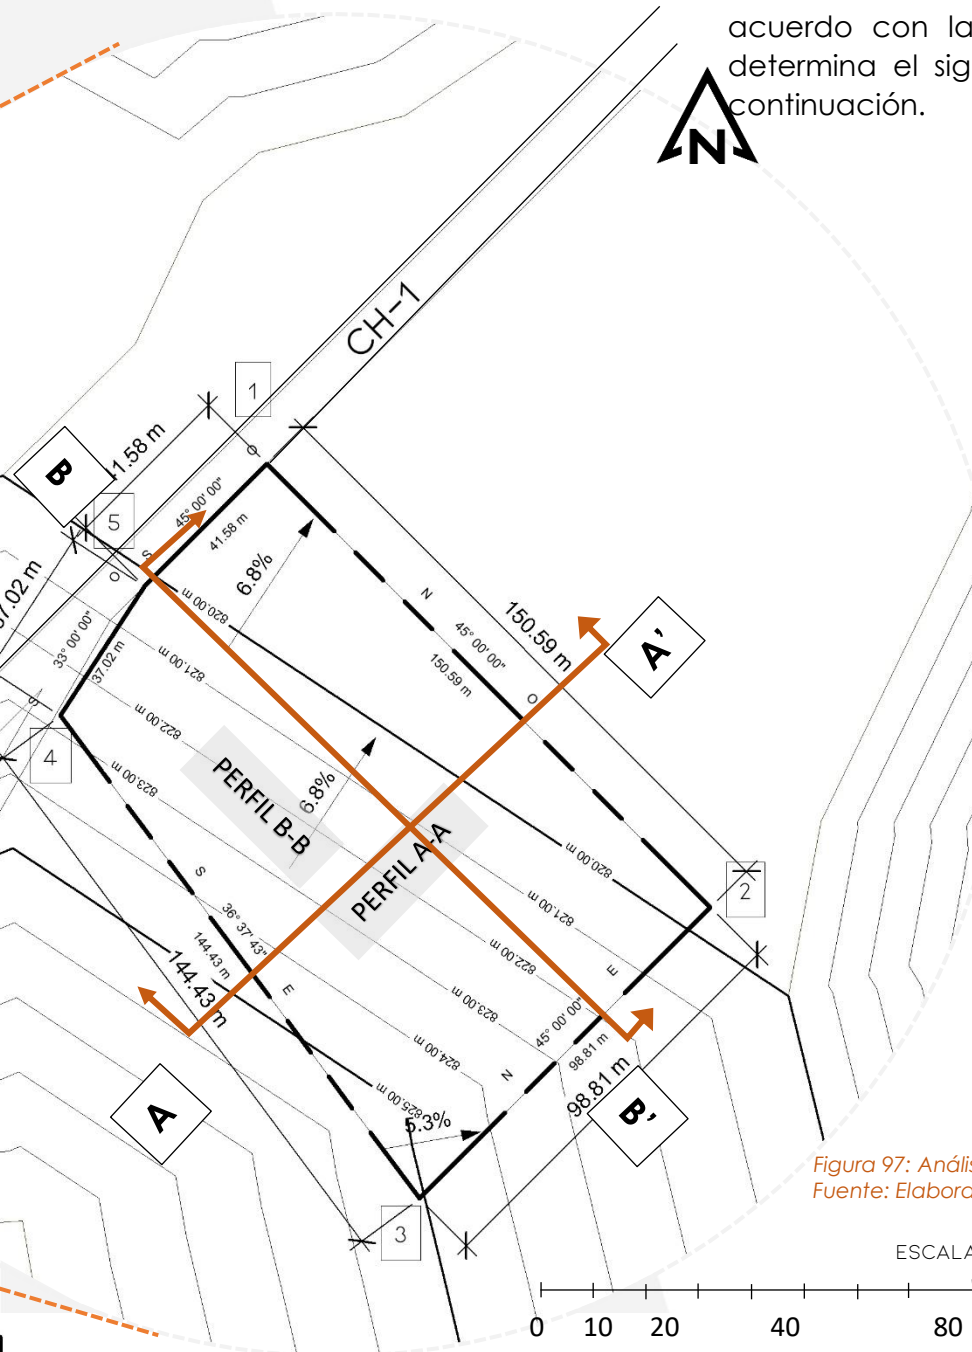 acuerdo con la
determina el sig
continuación.
N
CH-1
1
41.58 m
B
5
O
45° 00' 00"
41.58 m
S
6.8%
820.00 m
37.02 m
O
33° 00' 00"
37.02 m
S
4
821.00 m
822.00 m
823.00 m
N
45° 00' 00"
150.59 m
O
150.59 m
A'
PERFIL B-B
6.8%
PERFIL A-A
820.00 m
821.00 m
822.00 m
823.00 m
824.00 m
825.00 m
2
S
36° 37' 43"
144.43 m
E
144.43 m
E
45° 00' 00"
98.81 m
N
98.81 m
A
B'
5.3%
3
Figura 97: Anális
Fuente: Elabora
ESCALA
0 10 20 40 80